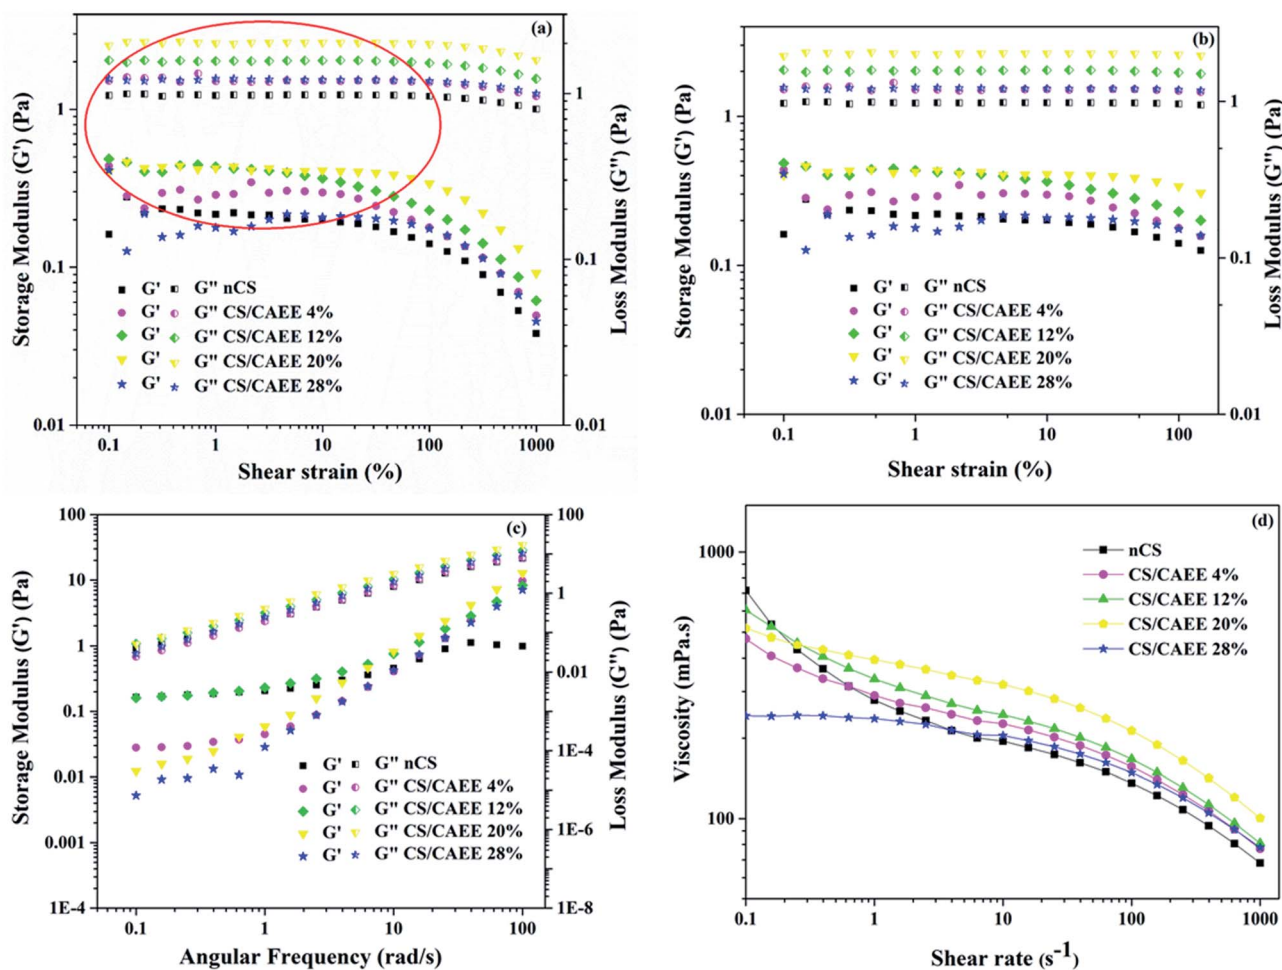 (a)
Storage Modulus (G') (Pa)
1
0.1
0.01
Loss Modulus (G") (Pa)
1
0.1
0.01
G' G" nCS
G' G" CS/CAEE 4%
G' G" CS/CAEE 12%
G' G" CS/CAEE 20%
G' G" CS/CAEE 28%
0.1 1 10 100 1000
Shear strain (%)
(b)
Storage Modulus (G') (Pa)
1
0.1
0.01
Loss Modulus (G") (Pa)
1
0.1
0.01
G' G" nCS
G' G" CS/CAEE 4%
G' G" CS/CAEE 12%
G' G" CS/CAEE 20%
G' G" CS/CAEE 28%
0.1 1 10 100
Shear strain (%)
(c)
Storage Modulus (G') (Pa)
100
10
1
0.1
0.01
0.001
1E-4
Loss Modulus (G") (Pa)
100
1
0.01
1E-4
1E-6
1E-8
G' G" nCS
G' G" CS/CAEE 4%
G' G" CS/CAEE 12%
G' G" CS/CAEE 20%
G' G" CS/CAEE 28%
0.1 1 10 100
Angular Frequency (rad/s)
(d)
Viscosity (mPa.s)
1000
100
nCS
CS/CAEE 4%
CS/CAEE 12%
CS/CAEE 20%
CS/CAEE 28%
0.1 1 10 100 1000
Shear rate (s-1)